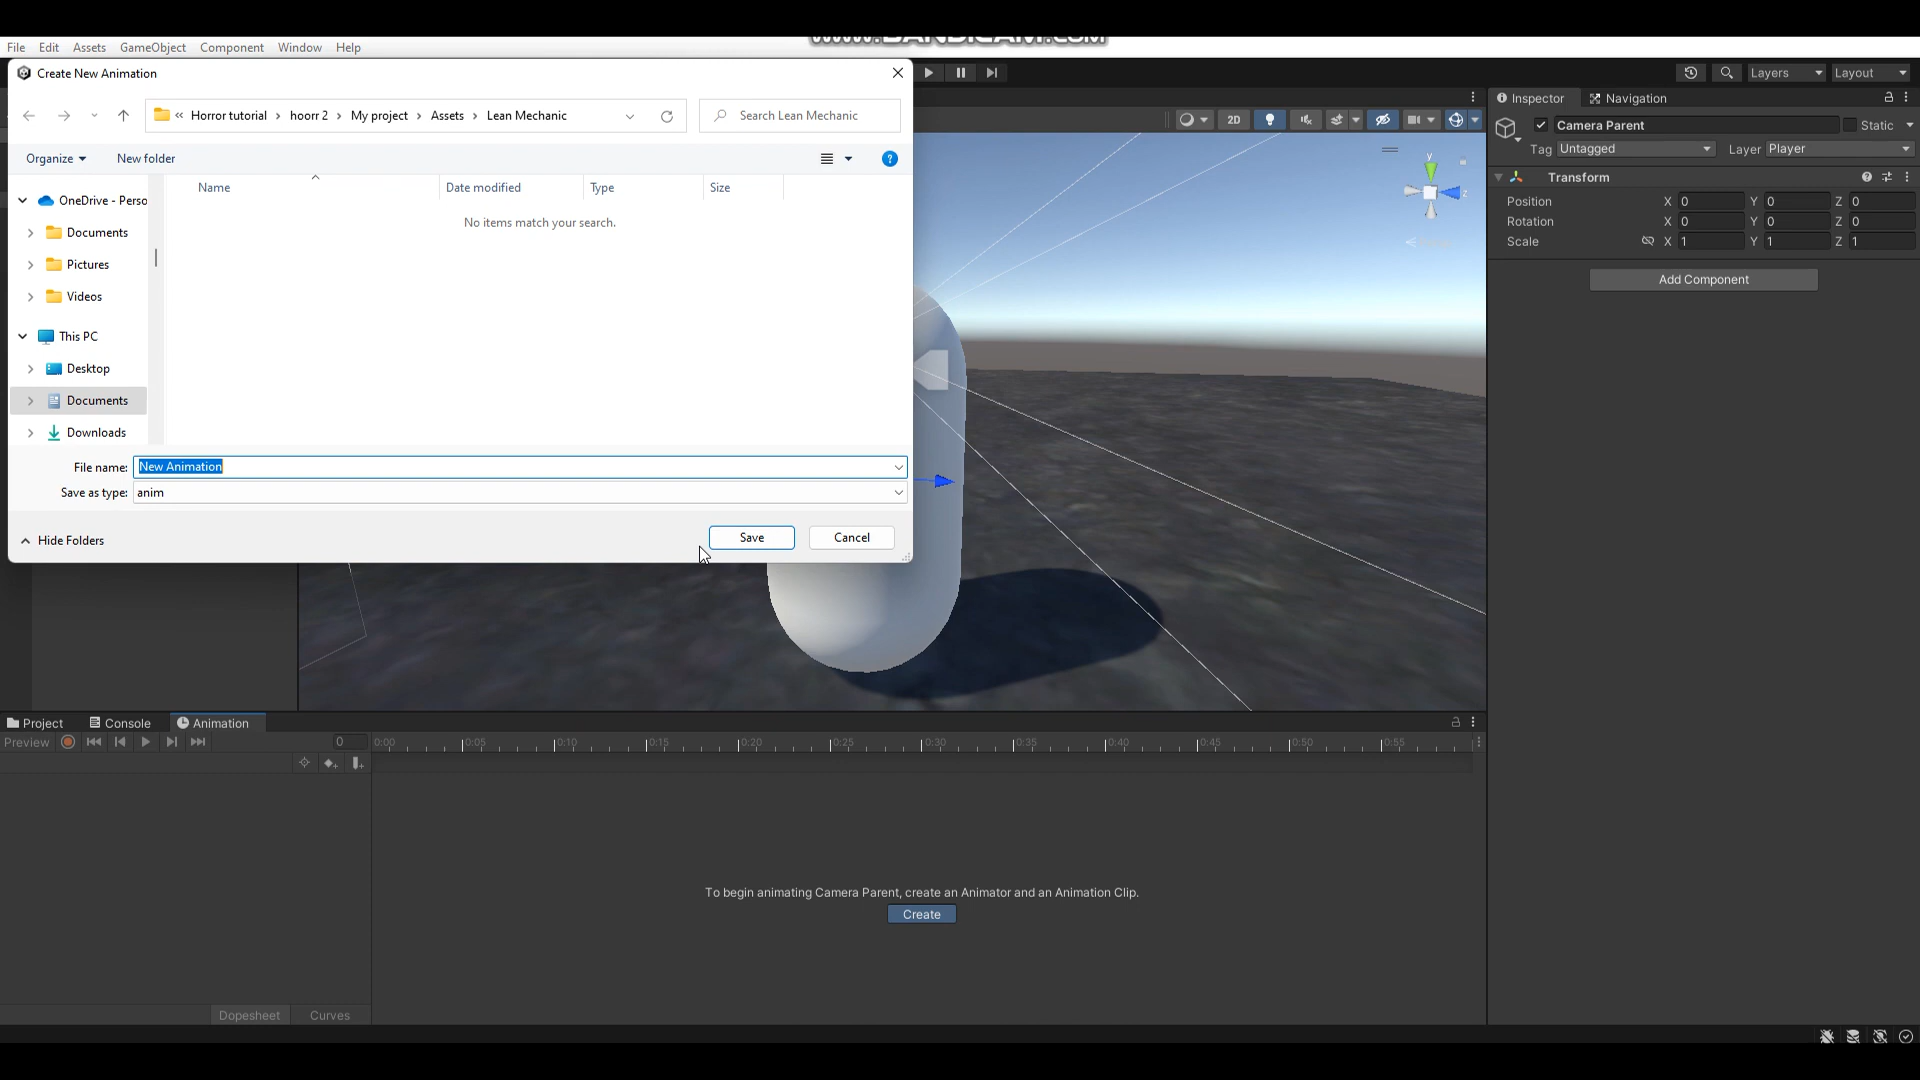 www.BANDICAM.com
File Edit Assets GameObject Component Window Help
Create New Animation
Layers Layout
« Horror tutorial › hoorr 2 › My project › Assets › Lean Mechanic
Search Lean Mechanic
Inspector Navigation
2D
Camera Parent
Static
Tag Untagged Layer Player
Organize New folder
Transform
Name Date modified Type Size
OneDrive - Perso
Position X 0 Y 0 Z 0
Rotation X 0 Y 0 Z 0
Scale X 1 Y 1 Z 1
No items match your search.
Documents
Pictures
Add Component
Videos
This PC
Desktop
Documents
Downloads
y
z
File name: New Animation
Save as type: anim
Hide Folders
Save Cancel
Project Console Animation
Preview 0
0:00 0:05 0:10 0:15 0:20 0:25 0:30 0:35 0:40 0:45 0:50 0:55
To begin animating Camera Parent, create an Animator and an Animation Clip.
Create
Dopesheet Curves